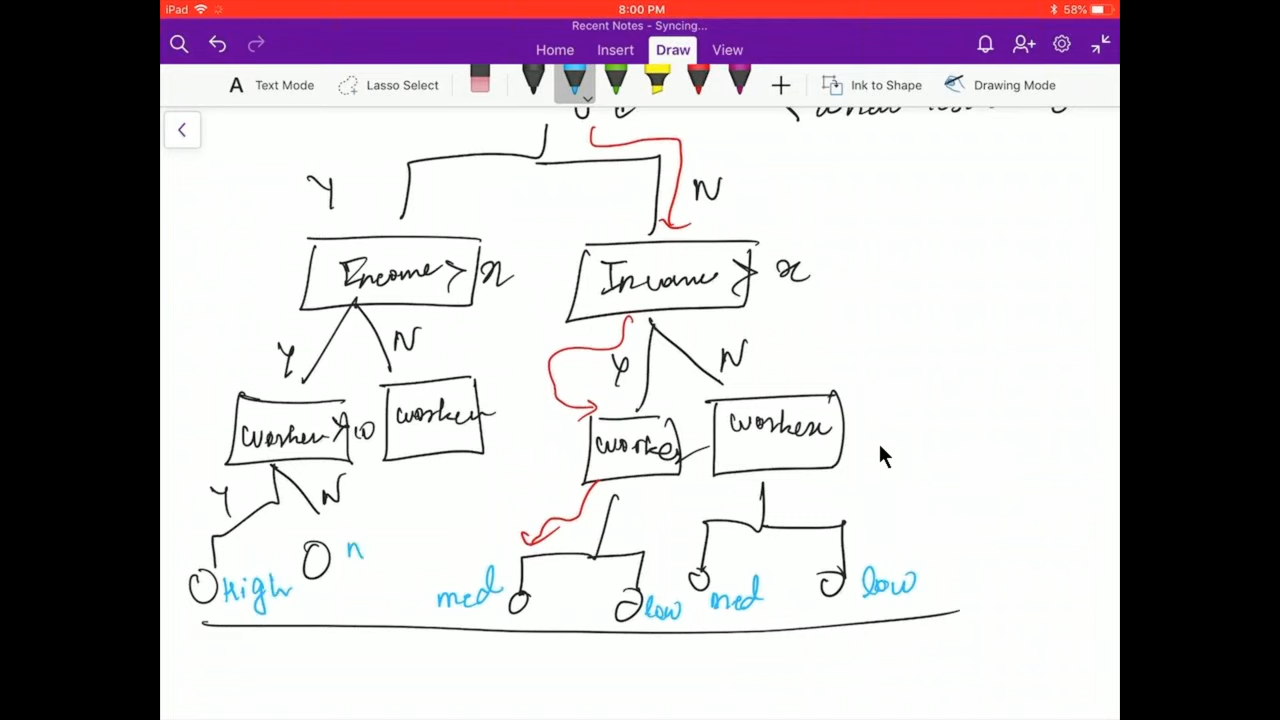 iPad 8:00 PM 58%
Recent Notes - Syncing...
Home Insert Draw View
A Text Mode Lasso Select Ink to Shape Drawing Mode
Y N
Income > x Income > x
Y N Y N
worker > 10 worker worker worker
Y N
High n med low med low